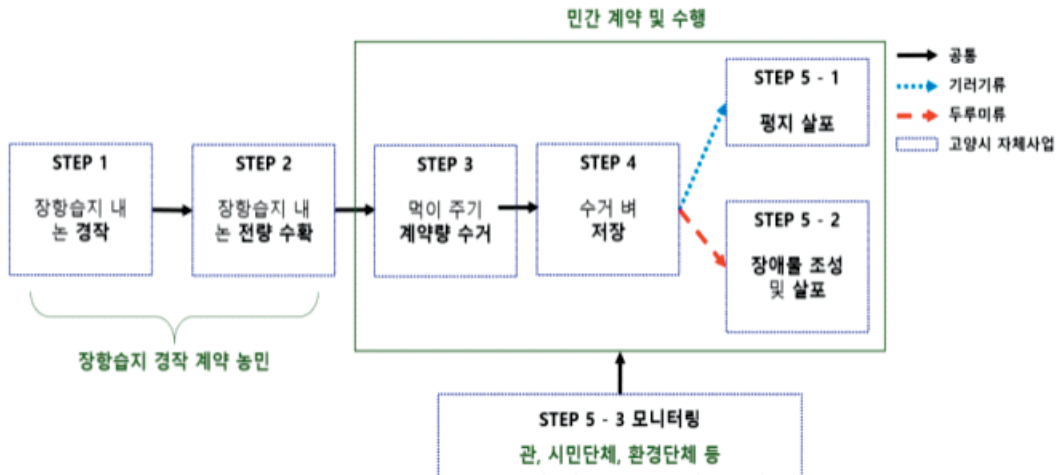 민간 계약 및 수행
공통
기러기류
두루미류
고양시 자체사업
STEP 1
장항습지 내
논 경작
STEP 2
장항습지 내
논 전량 수확
STEP 3
먹이 주기
계약량 수거
STEP 4
수거 벼
저장
STEP 5 - 1
평지 살포
STEP 5 - 2
장애물 조성
및 살포
장항습지 경작 계약 농민
STEP 5 - 3 모니터링
관, 시민단체, 환경단체 등